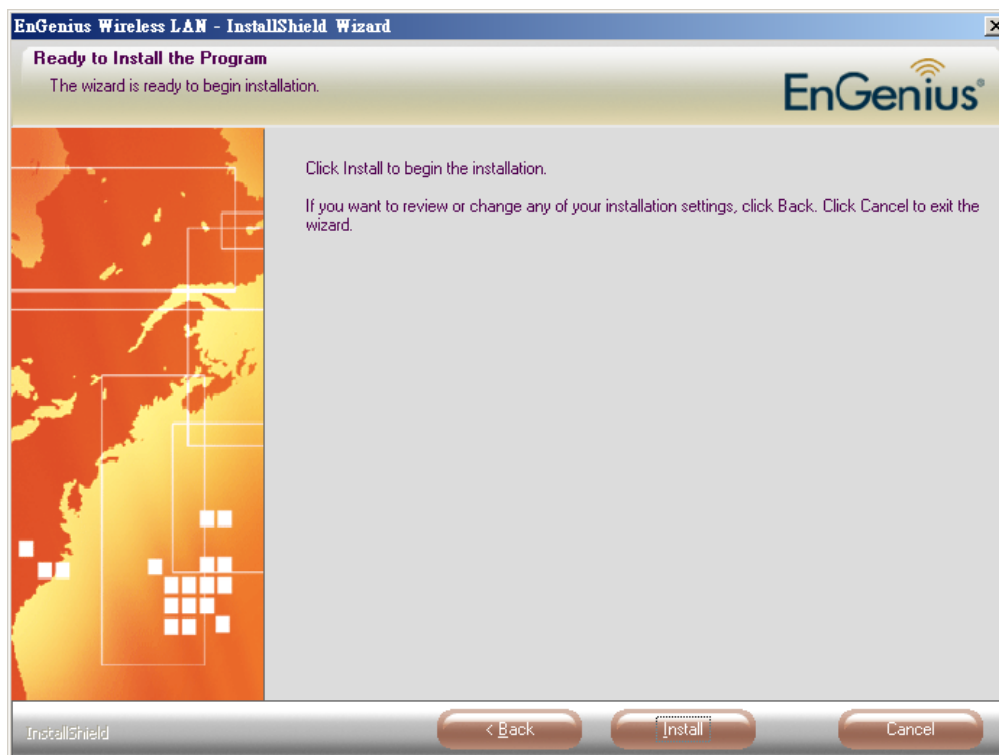 EnGenius Wireless LAN - InstallShield Wizard
Ready to Install the Program
The wizard is ready to begin installation.
EnGenius®
Click Install to begin the installation.
If you want to review or change any of your installation settings, click Back. Click Cancel to exit the
wizard.
InstallShield
< Back
Install
Cancel